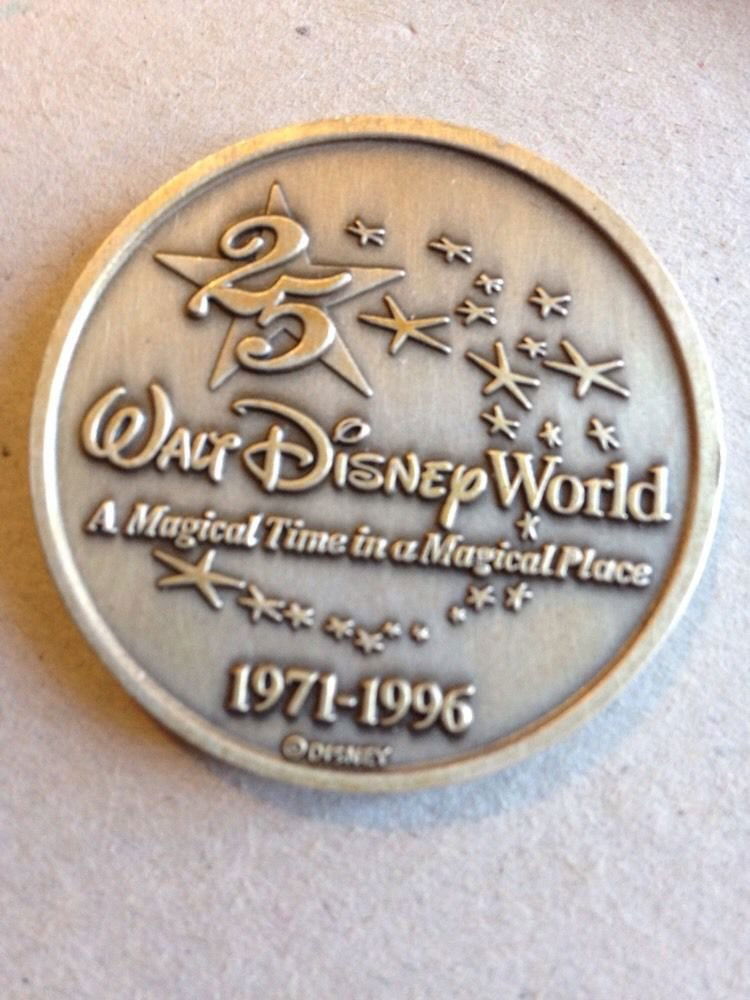 25
Walt Disney World
A Magical Time in a Magical Place
1971-1996
© DISNEY